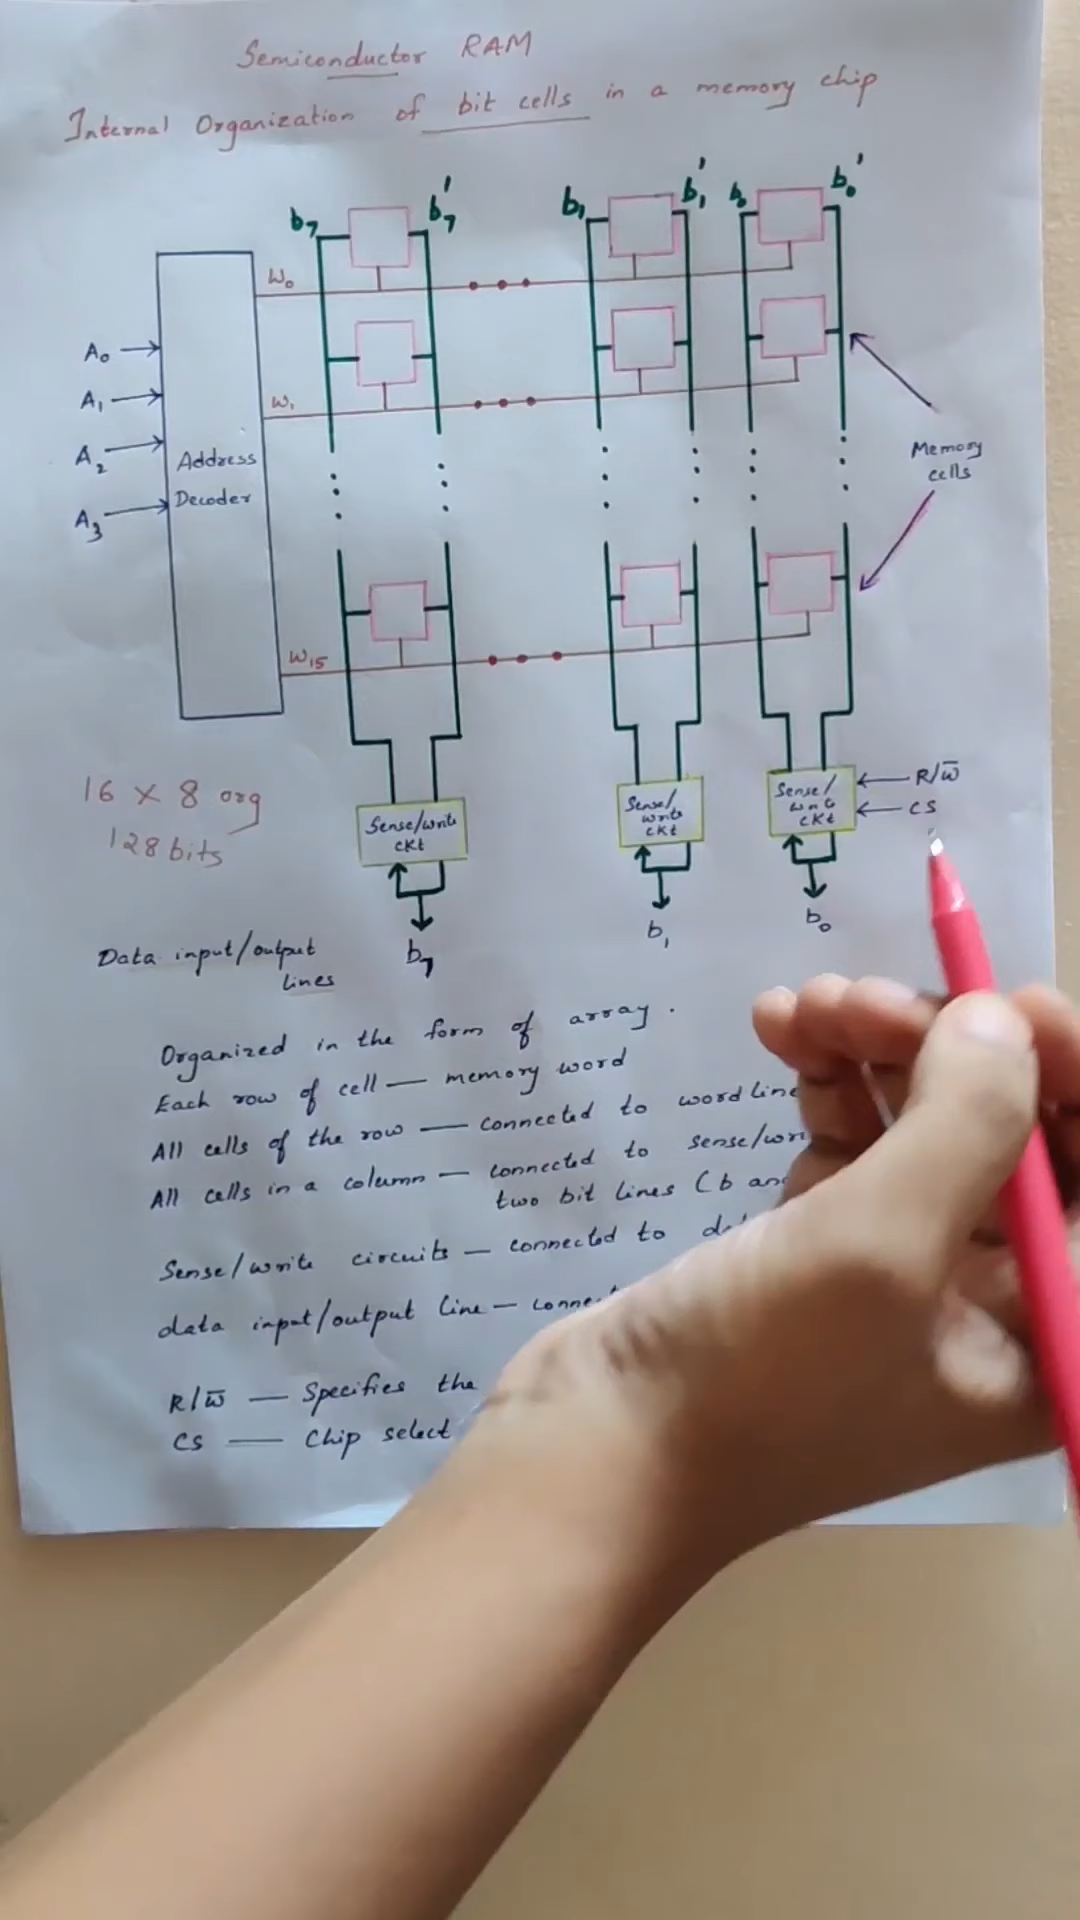 Semiconductor RAM
Internal Organization of bit cells in a memory chip
b7 b7' b1 b1' b0 b0'
W0
A0
A1
W1
A2
Address
Decoder
A3
Memory
cells
W15
16 x 8 org
128 bits
Sense/write
ckt
Sense/
write
ckt
Sense/
write
ckt
R/W̅
CS
b7
b1
b0
Data input/output
lines
Organized in the form of array.
Each row of cell — memory word
All cells of the row — connected to word line
All cells in a column — connected to sense/
two bit lines (b
Sense/write circuits — connected to
data input/output line —
R/W̅ — Specifies the
CS — Chip select